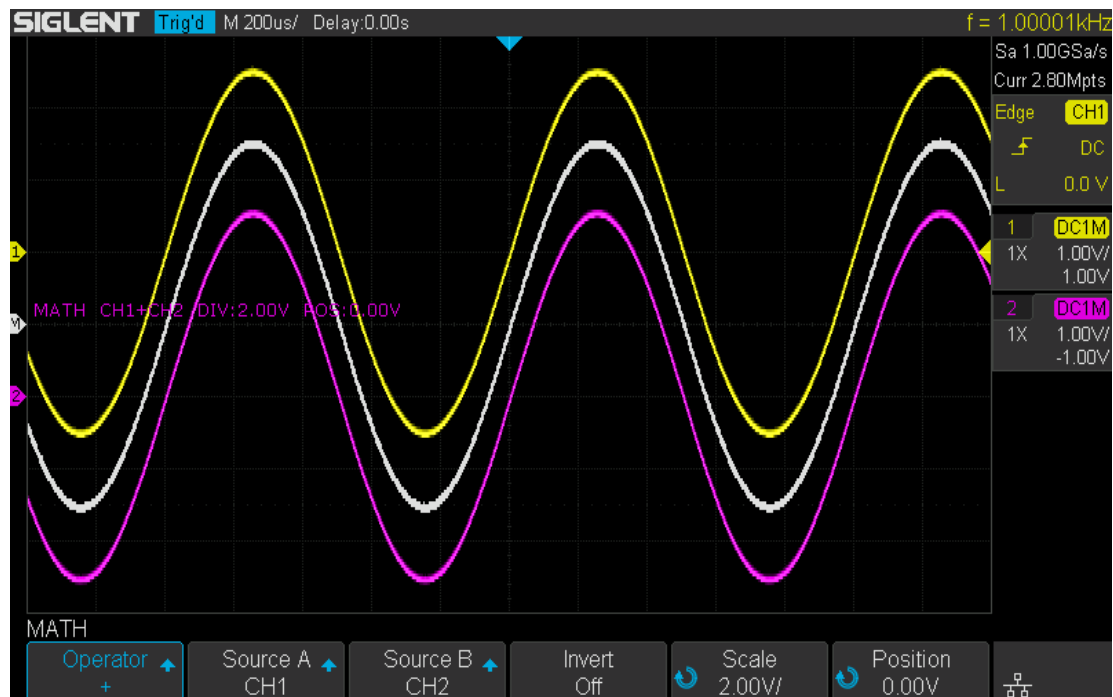 SIGLENT Trig'd M 200us/ Delay:0.00s f = 1.00001kHz
Sa 1.00GSa/s
Curr 2.80Mpts
Edge CH1
DC
L 0.0 V
1 DC1M
1X 1.00V/
1.00V
2 DC1M
1X 1.00V/
-1.00V
1
MATH CH1+CH2 DIV:2.00V POS:0.00V
M
2
MATH
Operator Source A Source B Invert Scale Position
+ CH1 CH2 Off 2.00V/ 0.00V